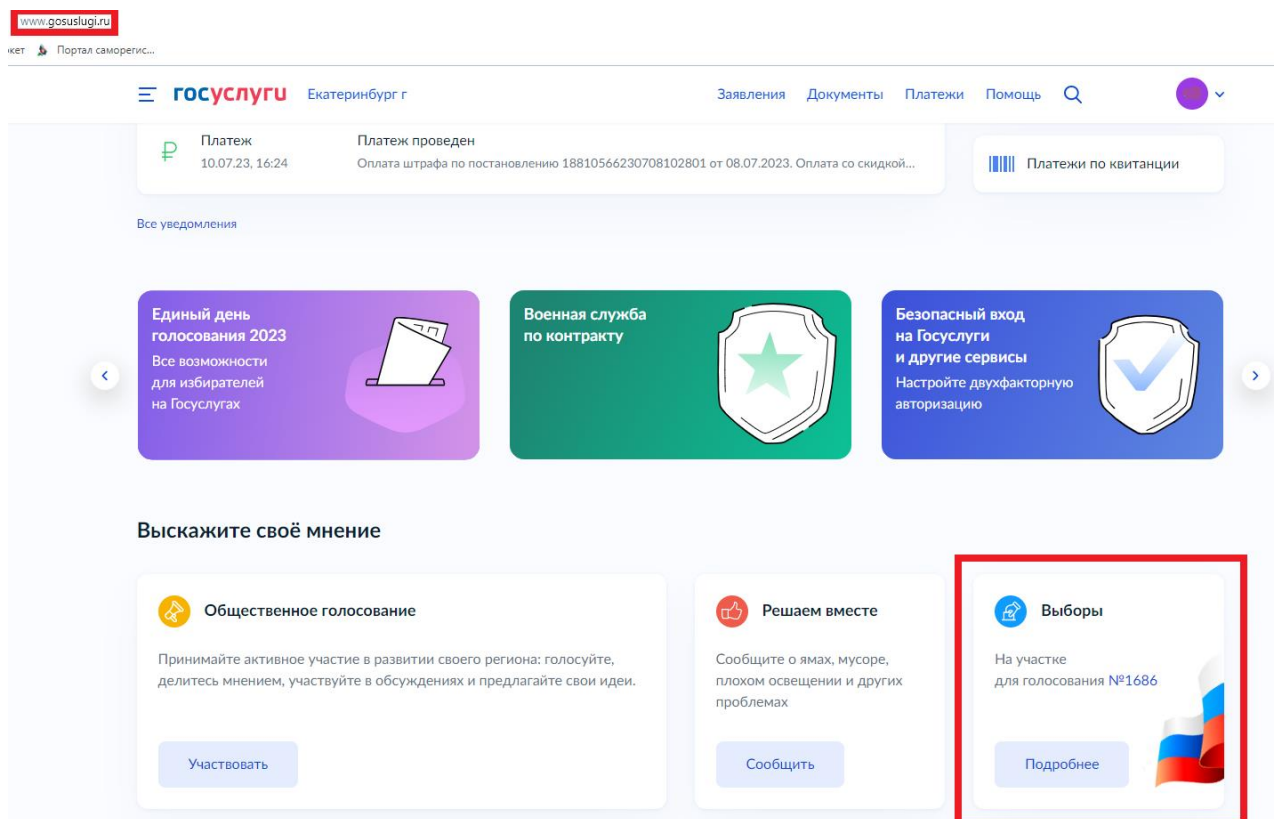 www.gosuslugi.ru
кет Портал саморегис...
госуслуги Екатеринбург г Заявления Документы Платежи Помощь
Платеж Платеж проведен
10.07.23, 16:24 Оплата штрафа по постановлению 18810566230708102801 от 08.07.2023. Оплата со скидкой...
Платежи по квитанции
Все уведомления
Единый день
голосования 2023
Все возможности
для избирателей
на Госуслугах
Военная служба
по контракту
Безопасный вход
на Госуслуги
и другие сервисы
Настройте двухфакторную
авторизацию
Выскажите своё мнение
Общественное голосование
Принимайте активное участие в развитии своего региона: голосуйте,
делитесь мнением, участвуйте в обсуждениях и предлагайте свои идеи.
Участвовать
Решаем вместе
Сообщите о ямах, мусоре,
плохом освещении и других
проблемах
Сообщить
Выборы
На участке
для голосования №1686
Подробнее